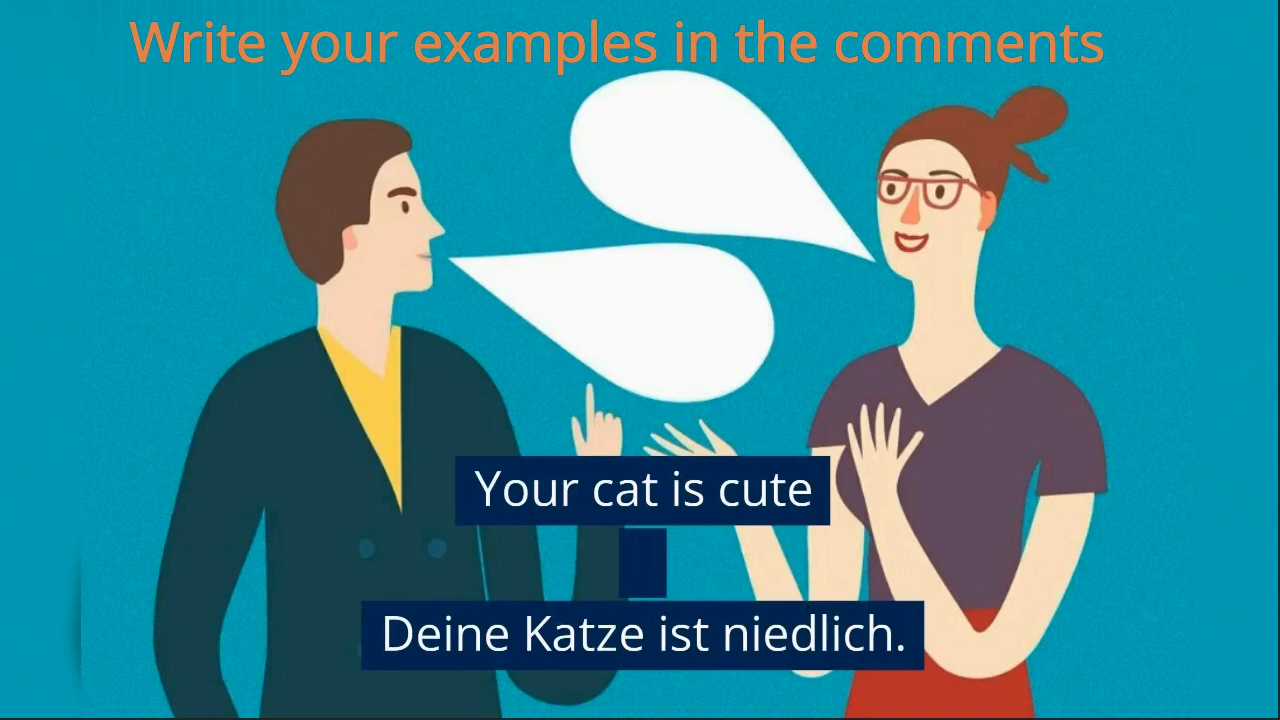 Write your examples in the comments
Your cat is cute
Deine Katze ist niedlich.